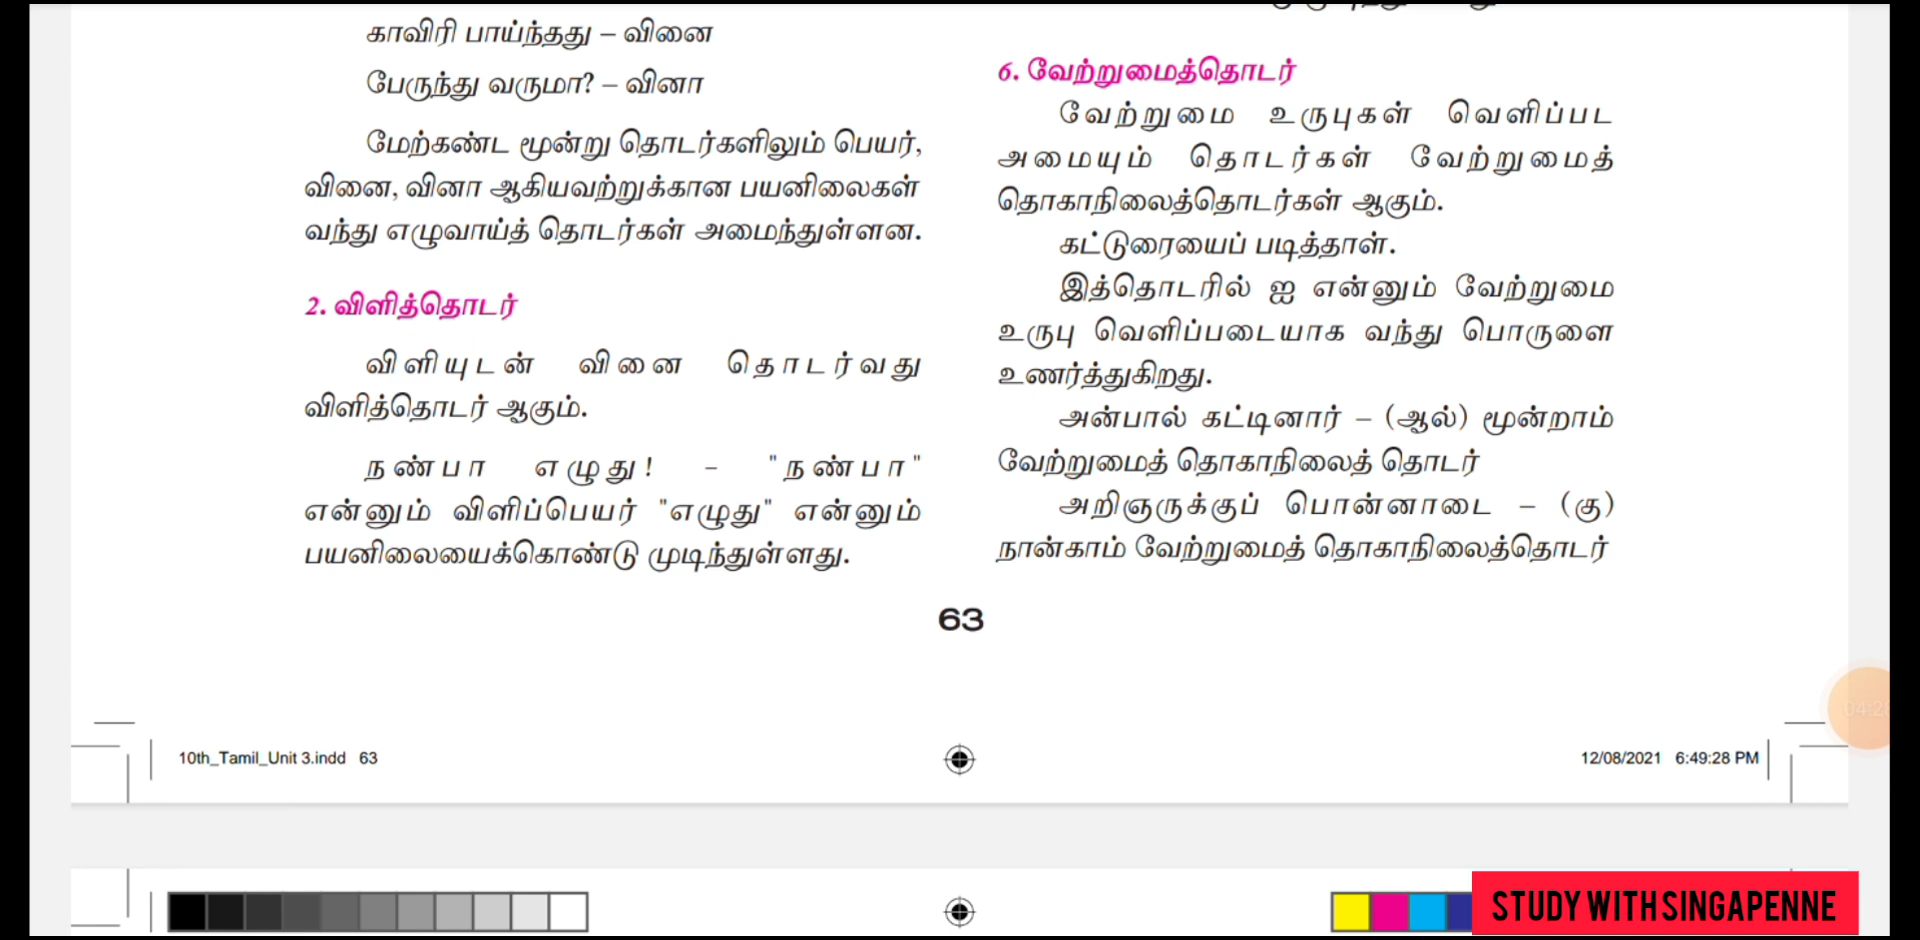 காவிரி பாய்ந்தது – வினை
பேருந்து வருமா? – வினா
மேற்கண்ட மூன்று தொடர்களிலும் பெயர்,
வினை, வினா ஆகியவற்றுக்கான பயனிலைகள்
வந்து எழுவாய்த் தொடர்கள் அமைந்துள்ளன.
2. விளித்தொடர்
விளியுடன் வினை தொடர்வது
விளித்தொடர் ஆகும்.
நண்பா எழுது! – "நண்பா"
என்னும் விளிப்பெயர் "எழுது" என்னும்
பயனிலையைக்கொண்டு முடிந்துள்ளது.
6. வேற்றுமைத்தொடர்
வேற்றுமை உருபுகள் வெளிப்பட
அமையும் தொடர்கள் வேற்றுமைத்
தொகாநிலைத்தொடர்கள் ஆகும்.
கட்டுரையைப் படித்தாள்.
இத்தொடரில் ஐ என்னும் வேற்றுமை
உருபு வெளிப்படையாக வந்து பொருளை
உணர்த்துகிறது.
அன்பால் கட்டினார் – (ஆல்) மூன்றாம்
வேற்றுமைத் தொகாநிலைத் தொடர்
அறிஞருக்குப் பொன்னாடை – (கு)
நான்காம் வேற்றுமைத் தொகாநிலைத்தொடர்
63
10th_Tamil_Unit 3.indd 63
12/08/2021 6:49:28 PM
STUDY WITH SINGAPENNE